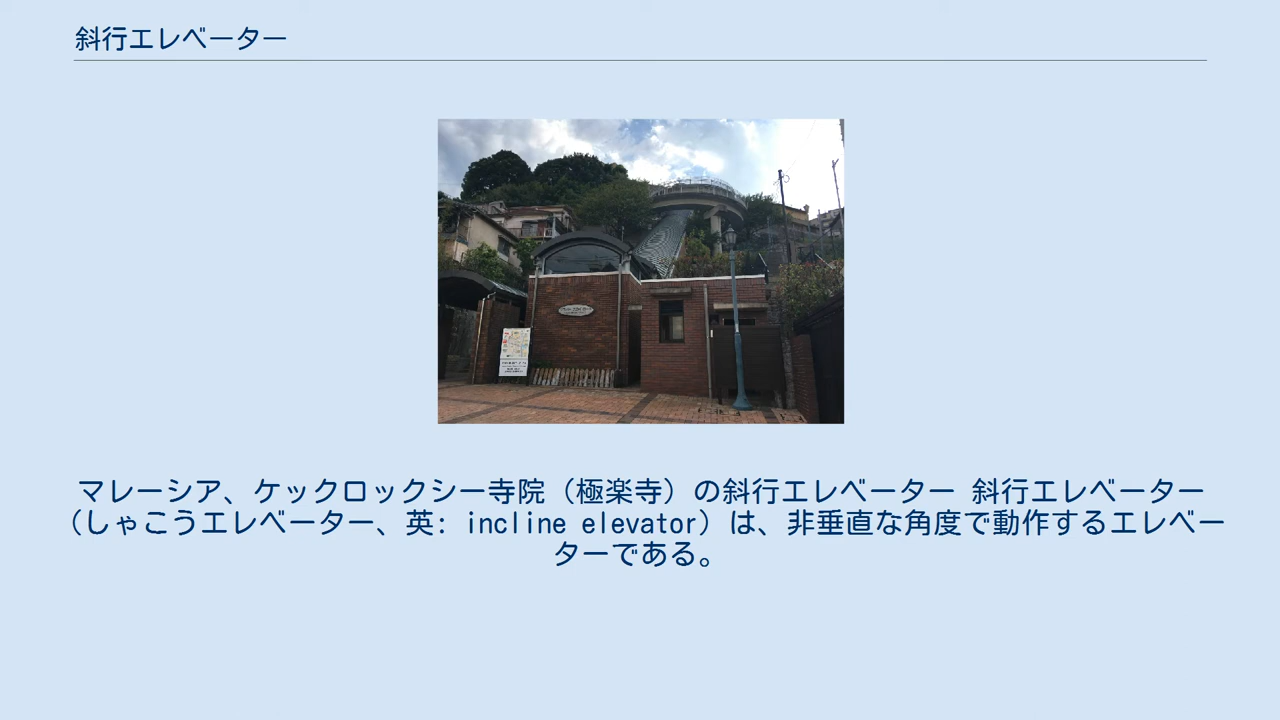 斜行エレベーター
マレーシア、ケックロックシー寺院（極楽寺）の斜行エレベーター 斜行エレベーター
（しゃこうエレベーター、英: incline elevator）は、非垂直な角度で動作するエレベー
ターである。